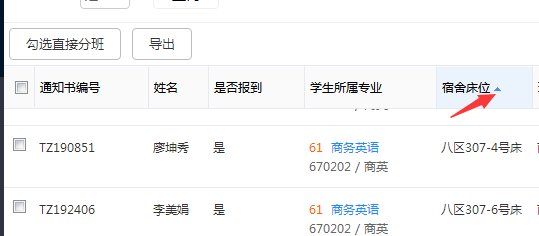 勾选直接分班 导出
通知书编号 姓名 是否报到 学生所属专业 宿舍床位
TZ190851 廖坤秀 是 61 商务英语 八区307-4号床
670202 / 商英
TZ192406 李美娟 是 61 商务英语 八区307-6号床
670202 / 商英